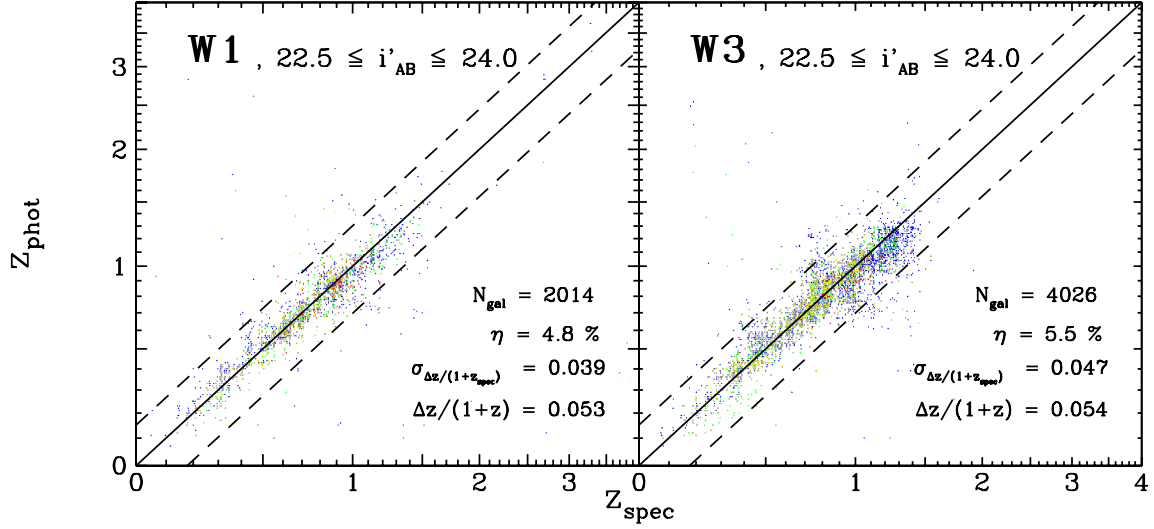 W1 , 22.5 ≦ i'AB ≦ 24.0
W3 , 22.5 ≦ i'AB ≦ 24.0
3
2
1
0
Zphot
Ngal = 2014
η = 4.8 %
σΔz/(1+zspec) = 0.039
Δz/(1+z) = 0.053
Ngal = 4026
η = 5.5 %
σΔz/(1+zspec) = 0.047
Δz/(1+z) = 0.054
0 1 2 3 0 1 2 3 4
Zspec